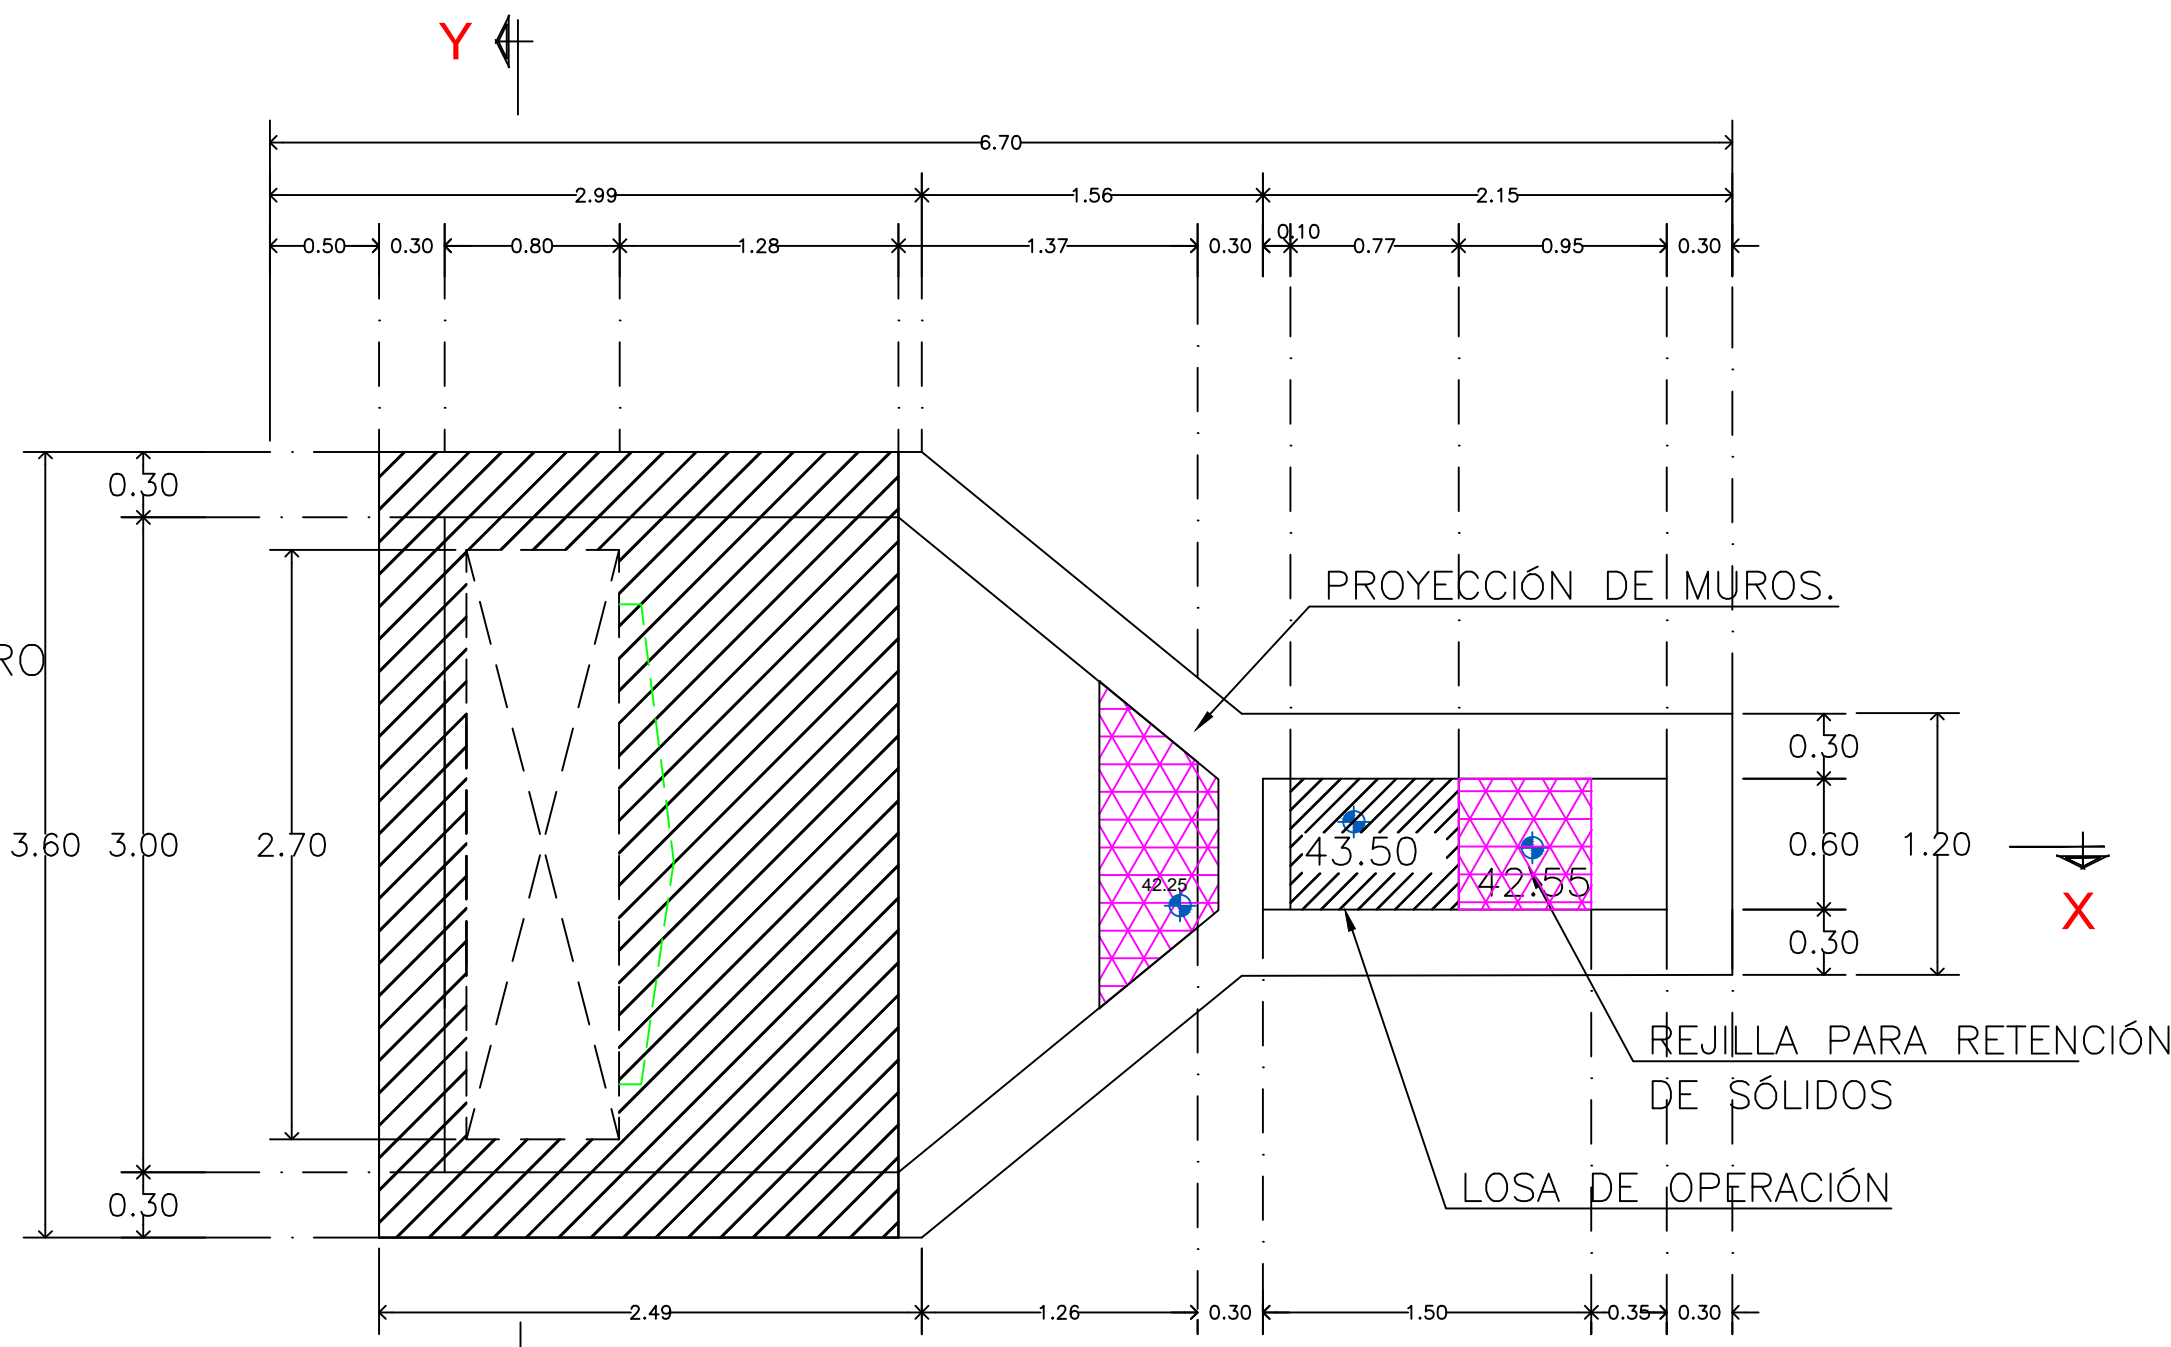 Y
6.70
2.99 1.56 2.15
0.50 0.30 0.80 1.28 1.37 0.30 0.10 0.77 0.95 0.30
0.30
PROYECCIÓN DE MUROS.
RO
0.30
3.60 3.00 2.70
43.50
42.55
42.25
0.60 1.20
X
0.30
REJILLA PARA RETENCIÓN
DE SÓLIDOS
LOSA DE OPERACIÓN
0.30
2.49 1.26 0.30 1.50 0.35 0.30